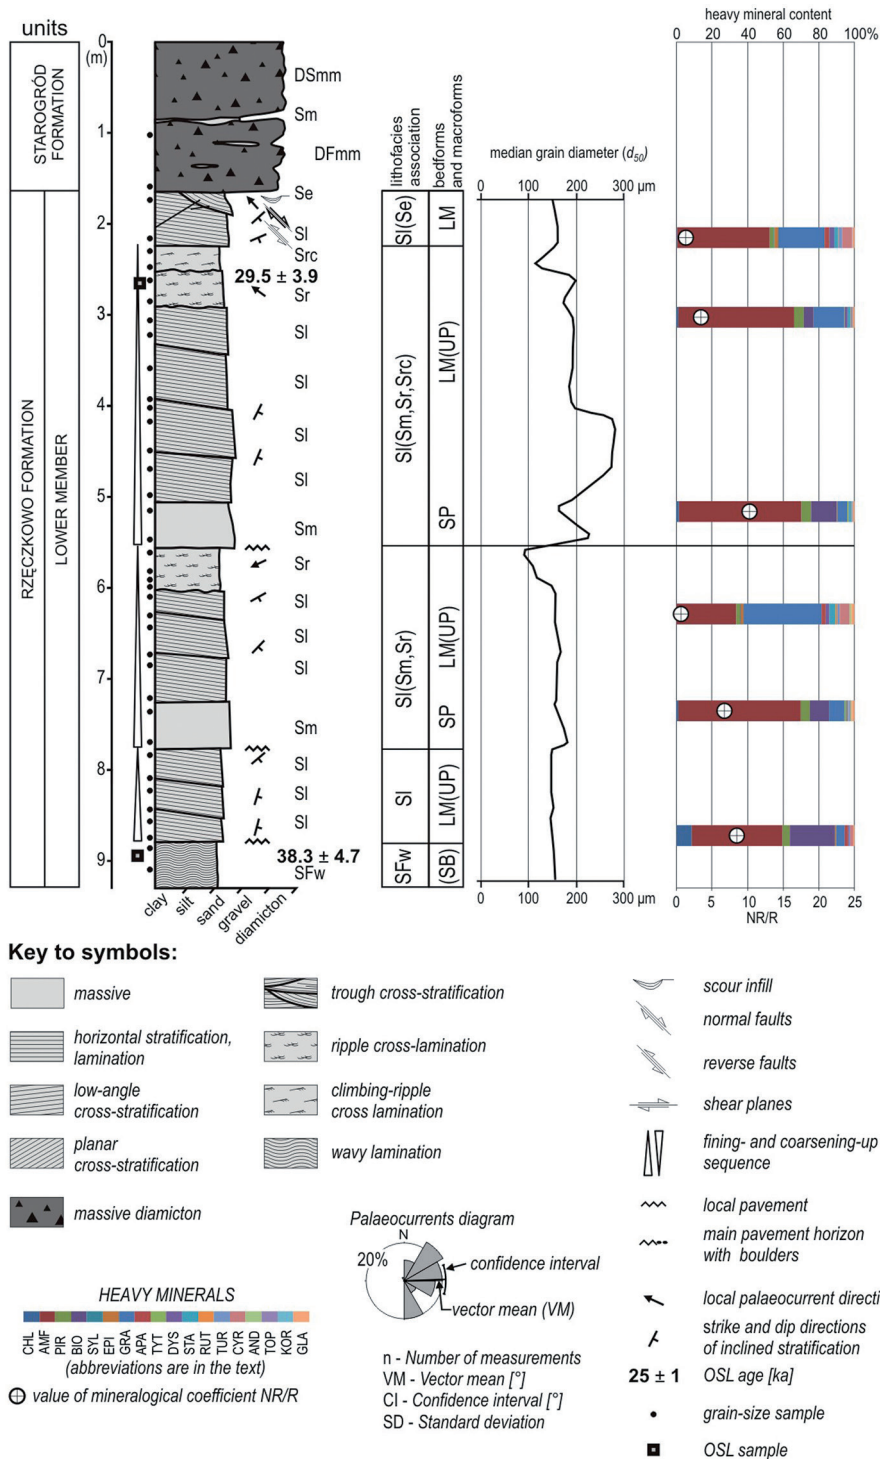 units
0
(m)
1
2
3
4
5
6
7
8
9
STAROGRÓD
FORMATION
RZĘCZKOWO FORMATION
LOWER MEMBER
DSmm
Sm
DFmm
Se
Sl
Src
29.5 ± 3.9
Sr
Sl
Sl
Sl
Sl
Sm
Sr
Sl
Sl
Sl
Sm
Sl
Sl
Sl
38.3 ± 4.7
SFw
clay
silt
sand
gravel
diamicton
lithofacies
association
bedforms
and macroforms
Sl(Se)
LM
Sl(Sm,Sr,Src)
LM(UP)
SP
Sl(Sm,Sr)
LM(UP)
SP
Sl
LM(UP)
SFw
(SB)
median grain diameter (d50)
0 100 200 300 µm
0 100 200 300 µm
heavy mineral content
0 20 40 60 80 100%
0 5 10 15 20 25
NR/R
Key to symbols:
massive
horizontal stratification,
lamination
low-angle
cross-stratification
planar
cross-stratification
massive diamicton
trough cross-stratification
ripple cross-lamination
climbing-ripple
cross lamination
wavy lamination
scour infill
normal faults
reverse faults
shear planes
fining- and coarsening-up
sequence
local pavement
main pavement horizon
with boulders
local palaeocurrent directi
strike and dip directions
of inclined stratification
25 ± 1 OSL age [ka]
grain-size sample
OSL sample
Palaeocurrents diagram
N
20%
confidence interval
vector mean (VM)
n - Number of measurements
VM - Vector mean [°]
CI - Confidence interval [°]
SD - Standard deviation
HEAVY MINERALS
CHL
AMF
PIR
BIO
SYL
EPI
GRA
APA
TYT
DYS
STA
RUT
TUR
CYR
AND
TOP
KOR
GLA
(abbreviations are in the text)
value of mineralogical coefficient NR/R